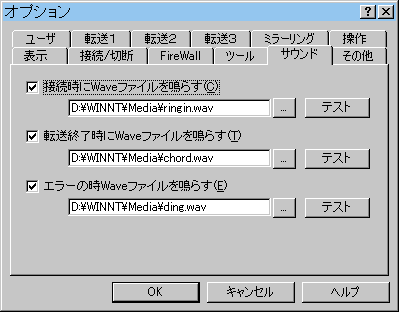 オプション
ユーザ 転送1 転送2 転送3 ミラーリング 操作
表示 接続/切断 FireWall ツール サウンド その他
接続時にWaveファイルを鳴らす(C)
D:¥WINNT¥Media¥ringin.wav ... テスト
転送終了時にWaveファイルを鳴らす(T)
D:¥WINNT¥Media¥chord.wav ... テスト
エラーの時Waveファイルを鳴らす(E)
D:¥WINNT¥Media¥ding.wav ... テスト
OK キャンセル ヘルプ